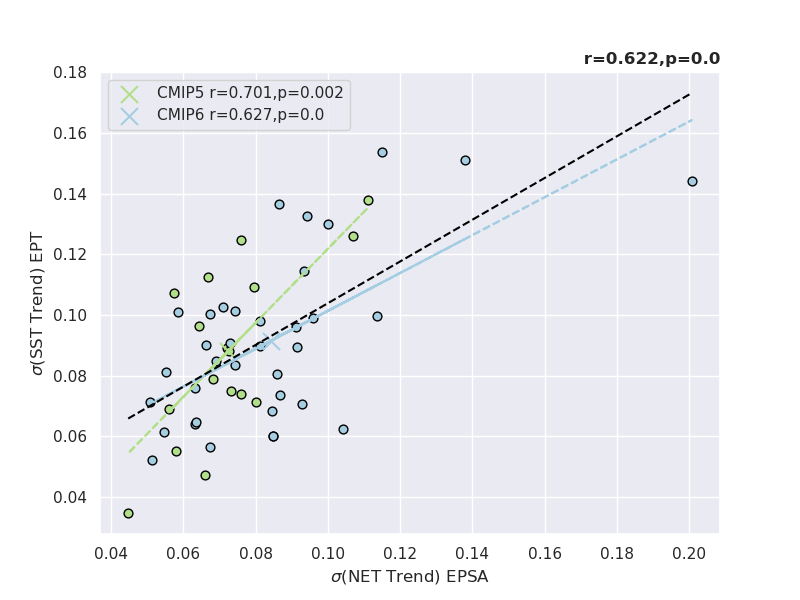 r=0.622,p=0.0
CMIP5 r=0.701,p=0.002
CMIP6 r=0.627,p=0.0
0.18
0.16
0.14
0.12
0.10
0.08
0.06
0.04
σ(SST Trend) EPT
0.04 0.06 0.08 0.10 0.12 0.14 0.16 0.18 0.20
σ(NET Trend) EPSA